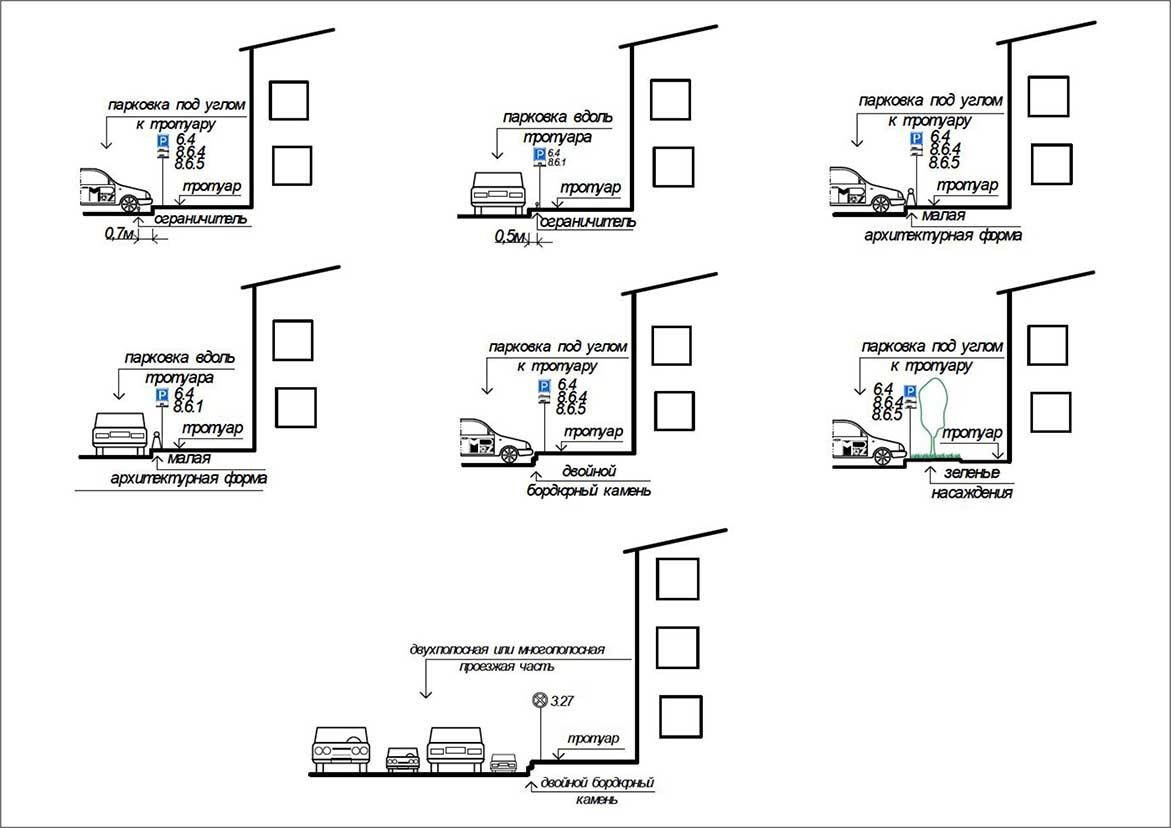 парковка под углом
к тротуару
P 6.4
8.6.4
8.6.5
тротуар
ограничитель
0,7м
парковка вдоль
тротуара
P 6.4
8.6.1
тротуар
ограничитель
0,5м
парковка под углом
к тротуару
P 6.4
8.6.4
8.6.5
тротуар
малая
архитектурная форма
парковка вдоль
тротуара
P 6.4
8.6.1
тротуар
малая
архитектурная форма
парковка под углом
к тротуару
P 6.4
8.6.4
8.6.5
тротуар
двойной
бордюрный камень
парковка под углом
к тротуару
6.4 P
8.6.4
8.6.5
тротуар
зеленые
насаждения
двухполосная или многополосная
проезжая часть
3.27
тротуар
двойной бордюрный
камень